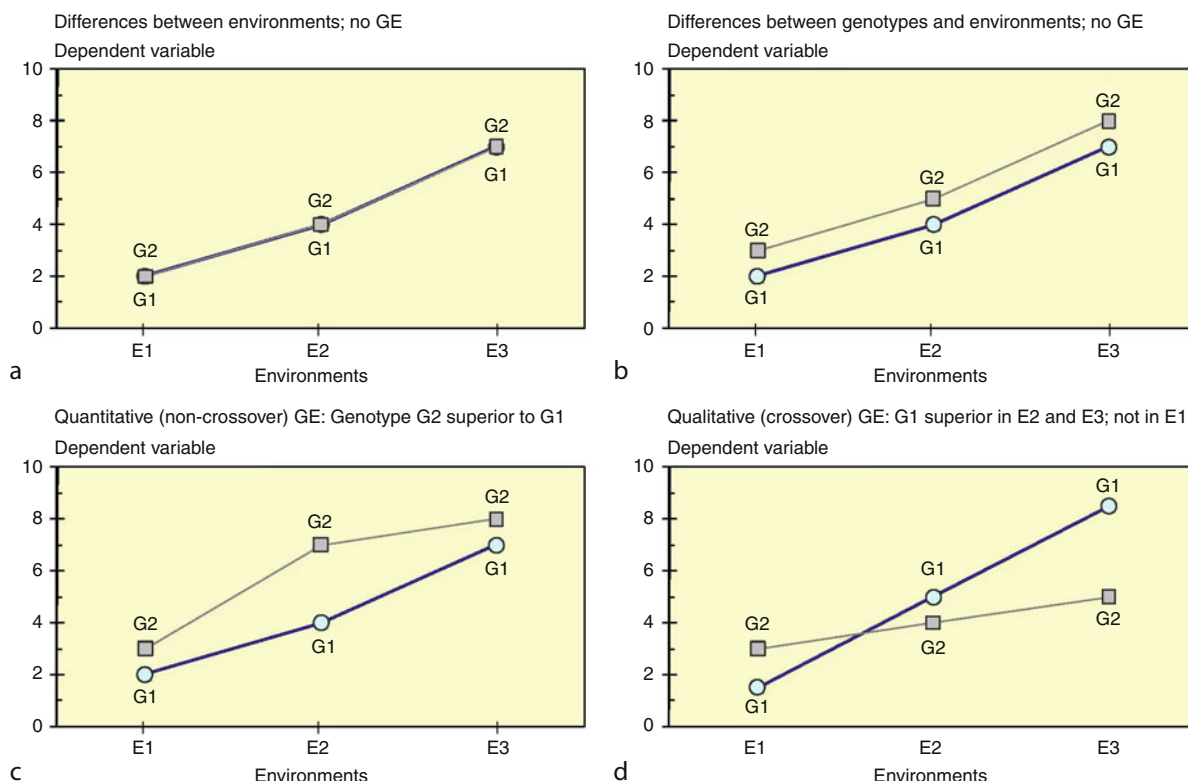 Differences between environments; no GE
Dependent variable
10
8
6
4
2
0
G2
G1
G2
G1
G2
G1
E1 E2 E3
Environments
a
Differences between genotypes and environments; no GE
Dependent variable
10
8
6
4
2
0
G2
G1
G2
G1
G2
G1
E1 E2 E3
Environments
b
Quantitative (non-crossover) GE: Genotype G2 superior to G1
Dependent variable
10
8
6
4
2
0
G2
G1
G2
G1
G2
G1
E1 E2 E3
Environments
c
Qualitative (crossover) GE: G1 superior in E2 and E3; not in E1
Dependent variable
10
8
6
4
2
0
G2
G1
G1
G2
G1
G2
E1 E2 E3
Environments
d